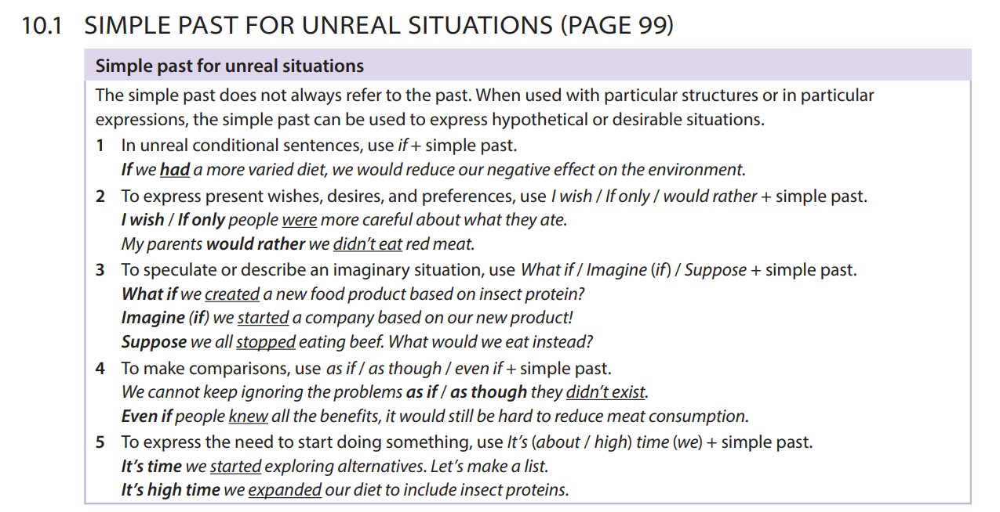 10.1 SIMPLE PAST FOR UNREAL SITUATIONS (PAGE 99)
Simple past for unreal situations
The simple past does not always refer to the past. When used with particular structures or in particular
expressions, the simple past can be used to express hypothetical or desirable situations.
1 In unreal conditional sentences, use if + simple past.
If we had a more varied diet, we would reduce our negative effect on the environment.
2 To express present wishes, desires, and preferences, use I wish / If only / would rather + simple past.
I wish / If only people were more careful about what they ate.
My parents would rather we didn't eat red meat.
3 To speculate or describe an imaginary situation, use What if / Imagine (if) / Suppose + simple past.
What if we created a new food product based on insect protein?
Imagine (if) we started a company based on our new product!
Suppose we all stopped eating beef. What would we eat instead?
4 To make comparisons, use as if / as though / even if + simple past.
We cannot keep ignoring the problems as if / as though they didn't exist.
Even if people knew all the benefits, it would still be hard to reduce meat consumption.
5 To express the need to start doing something, use It's (about / high) time (we) + simple past.
It's time we started exploring alternatives. Let's make a list.
It's high time we expanded our diet to include insect proteins.